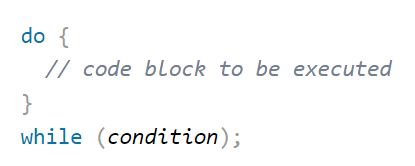 do {
  // code block to be executed
}
while (condition);